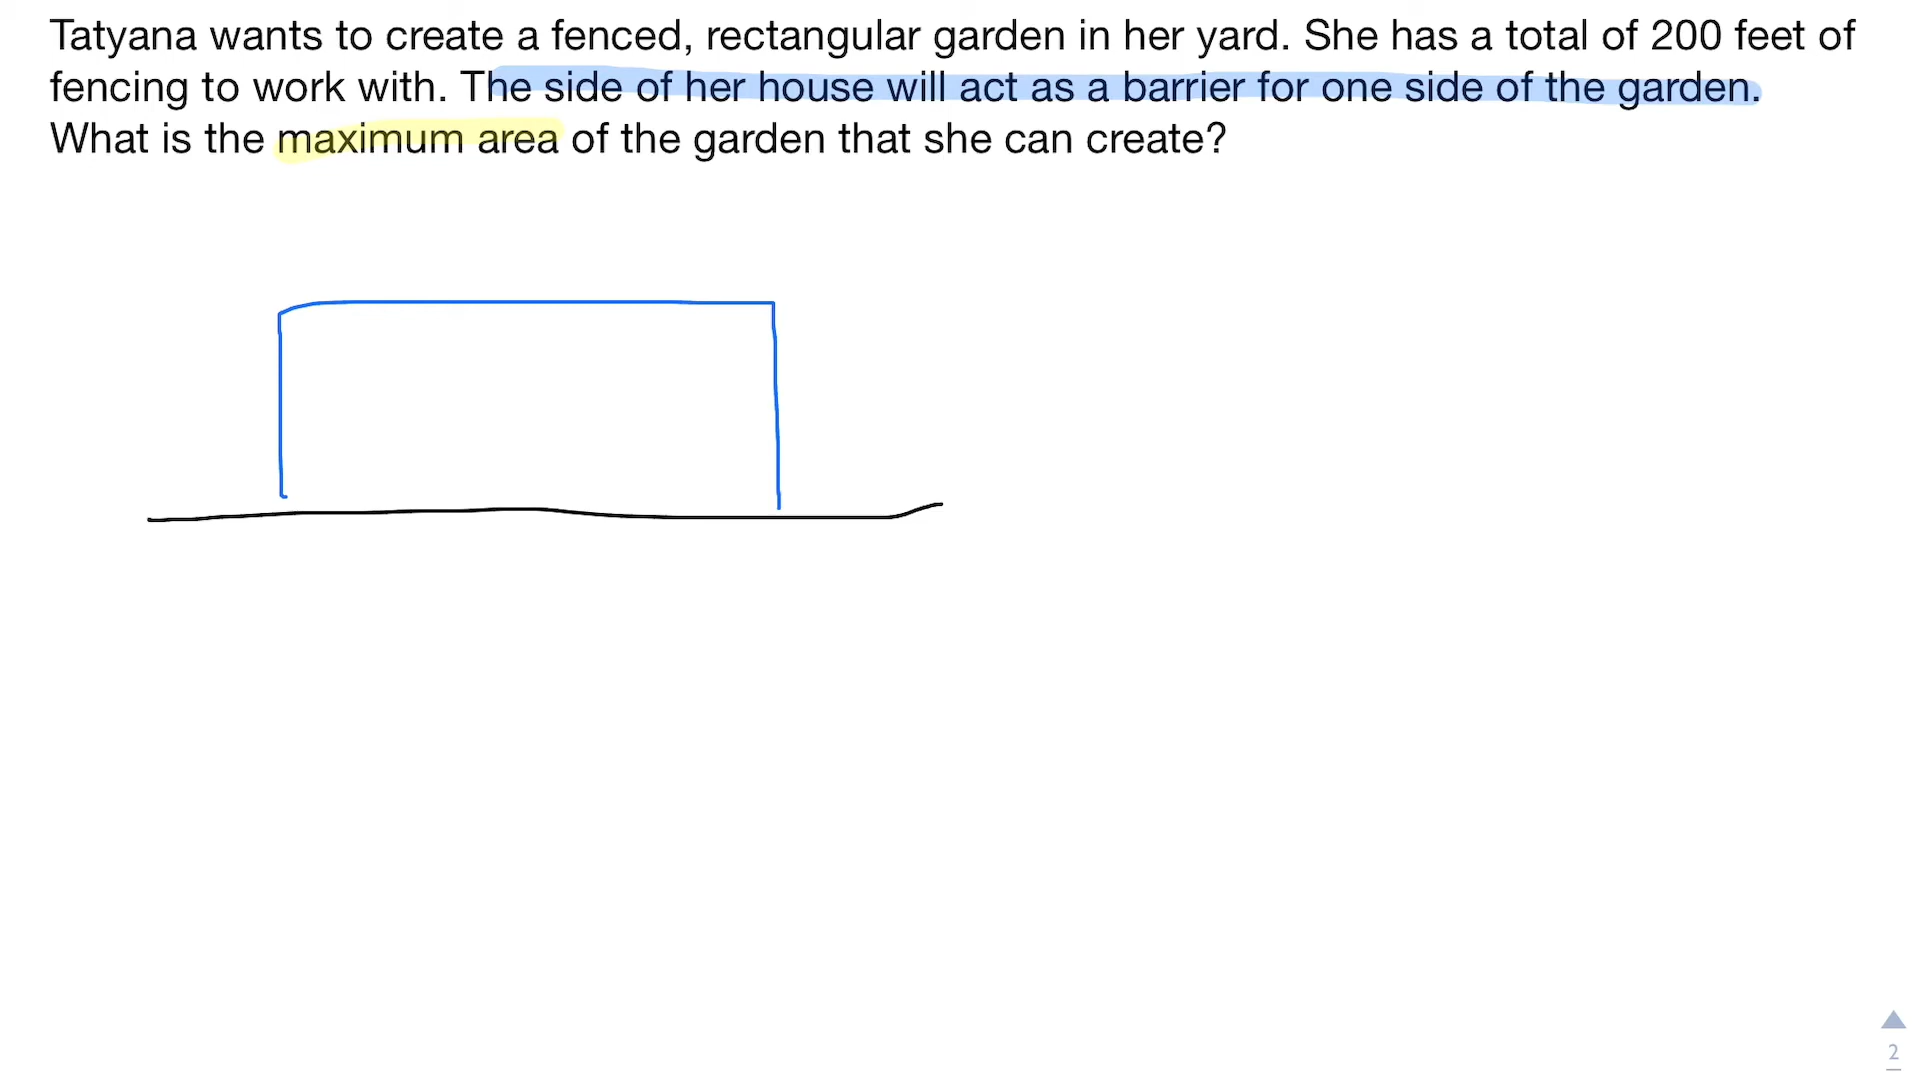 Tatyana wants to create a fenced, rectangular garden in her yard. She has a total of 200 feet of
fencing to work with. The side of her house will act as a barrier for one side of the garden.
What is the maximum area of the garden that she can create?
2